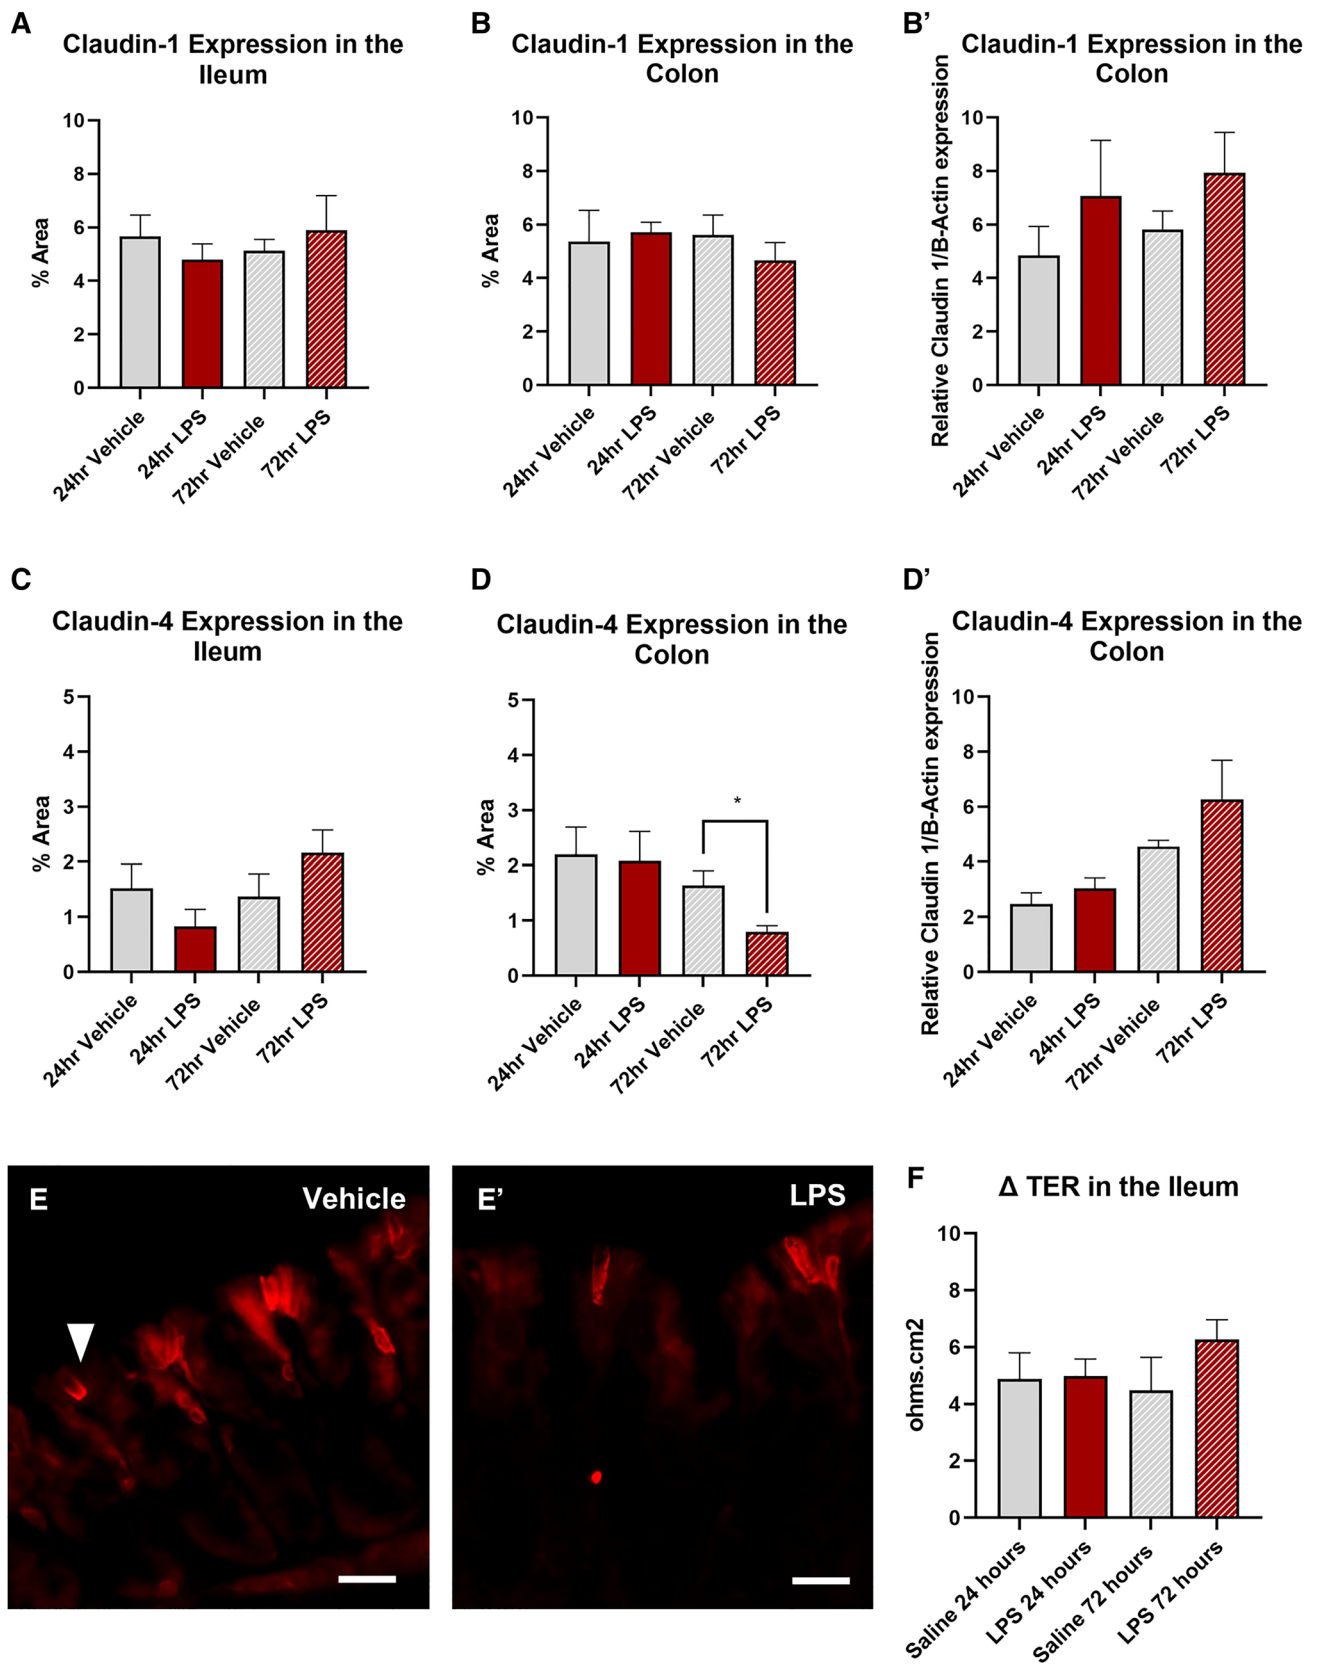 A
Claudin-1 Expression in the
Ileum
% Area
10
8
6
4
2
0
24hr Vehicle
24hr LPS
72hr Vehicle
72hr LPS
B
Claudin-1 Expression in the
Colon
% Area
10
8
6
4
2
0
24hr Vehicle
24hr LPS
72hr Vehicle
72hr LPS
B’
Claudin-1 Expression in the
Colon
Relative Claudin 1/B-Actin expression
10
8
6
4
2
0
24hr Vehicle
24hr LPS
72hr Vehicle
72hr LPS
C
Claudin-4 Expression in the
Ileum
% Area
5
4
3
2
1
0
24hr Vehicle
24hr LPS
72hr Vehicle
72hr LPS
D
Claudin-4 Expression in the
Colon
% Area
5
4
3
2
1
0
*
24hr Vehicle
24hr LPS
72hr Vehicle
72hr LPS
D’
Claudin-4 Expression in the
Colon
Relative Claudin 1/B-Actin expression
10
8
6
4
2
0
24hr Vehicle
24hr LPS
72hr Vehicle
72hr LPS
E
Vehicle
E’
LPS
F
Δ TER in the Ileum
ohms.cm2
10
8
6
4
2
0
Saline 24 hours
LPS 24 hours
Saline 72 hours
LPS 72 hours